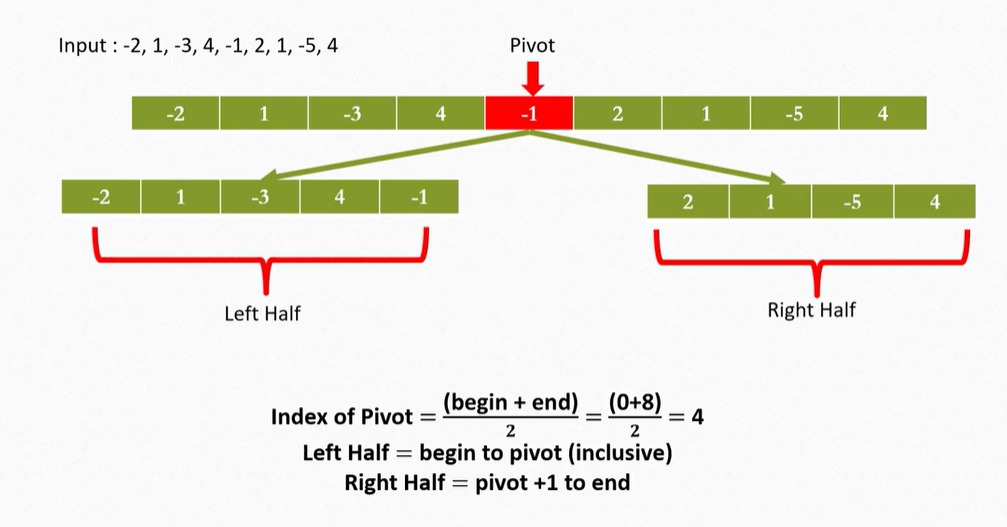 Input : -2, 1, -3, 4, -1, 2, 1, -5, 4
Pivot
-2 1 -3 4 -1 2 1 -5 4
-2 1 -3 4 -1
2 1 -5 4
Left Half
Right Half
Index of Pivot = (begin + end)/2 = (0+8)/2 = 4
Left Half = begin to pivot (inclusive)
Right Half = pivot +1 to end